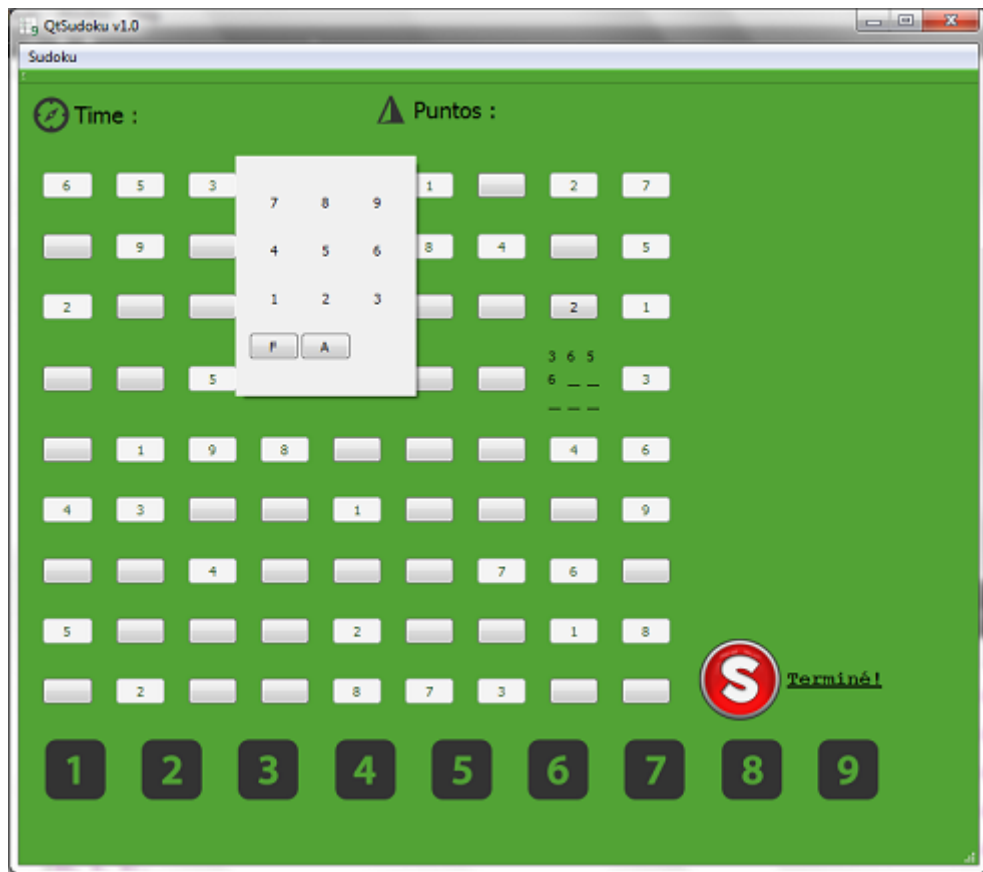 QtSudoku v1.0
Sudoku
Time :
Puntos :
6 5 3 1 2 7
9 8 4 5
2 2 1
5 3
3 6 5
6 _ _
_ _ _
7 8 9
4 5 6
1 2 3
A
1 9 8 4 6
4 3 1 9
4 7 6
5 2 1 8
2 8 7 3
S
Terminé!
1 2 3 4 5 6 7 8 9